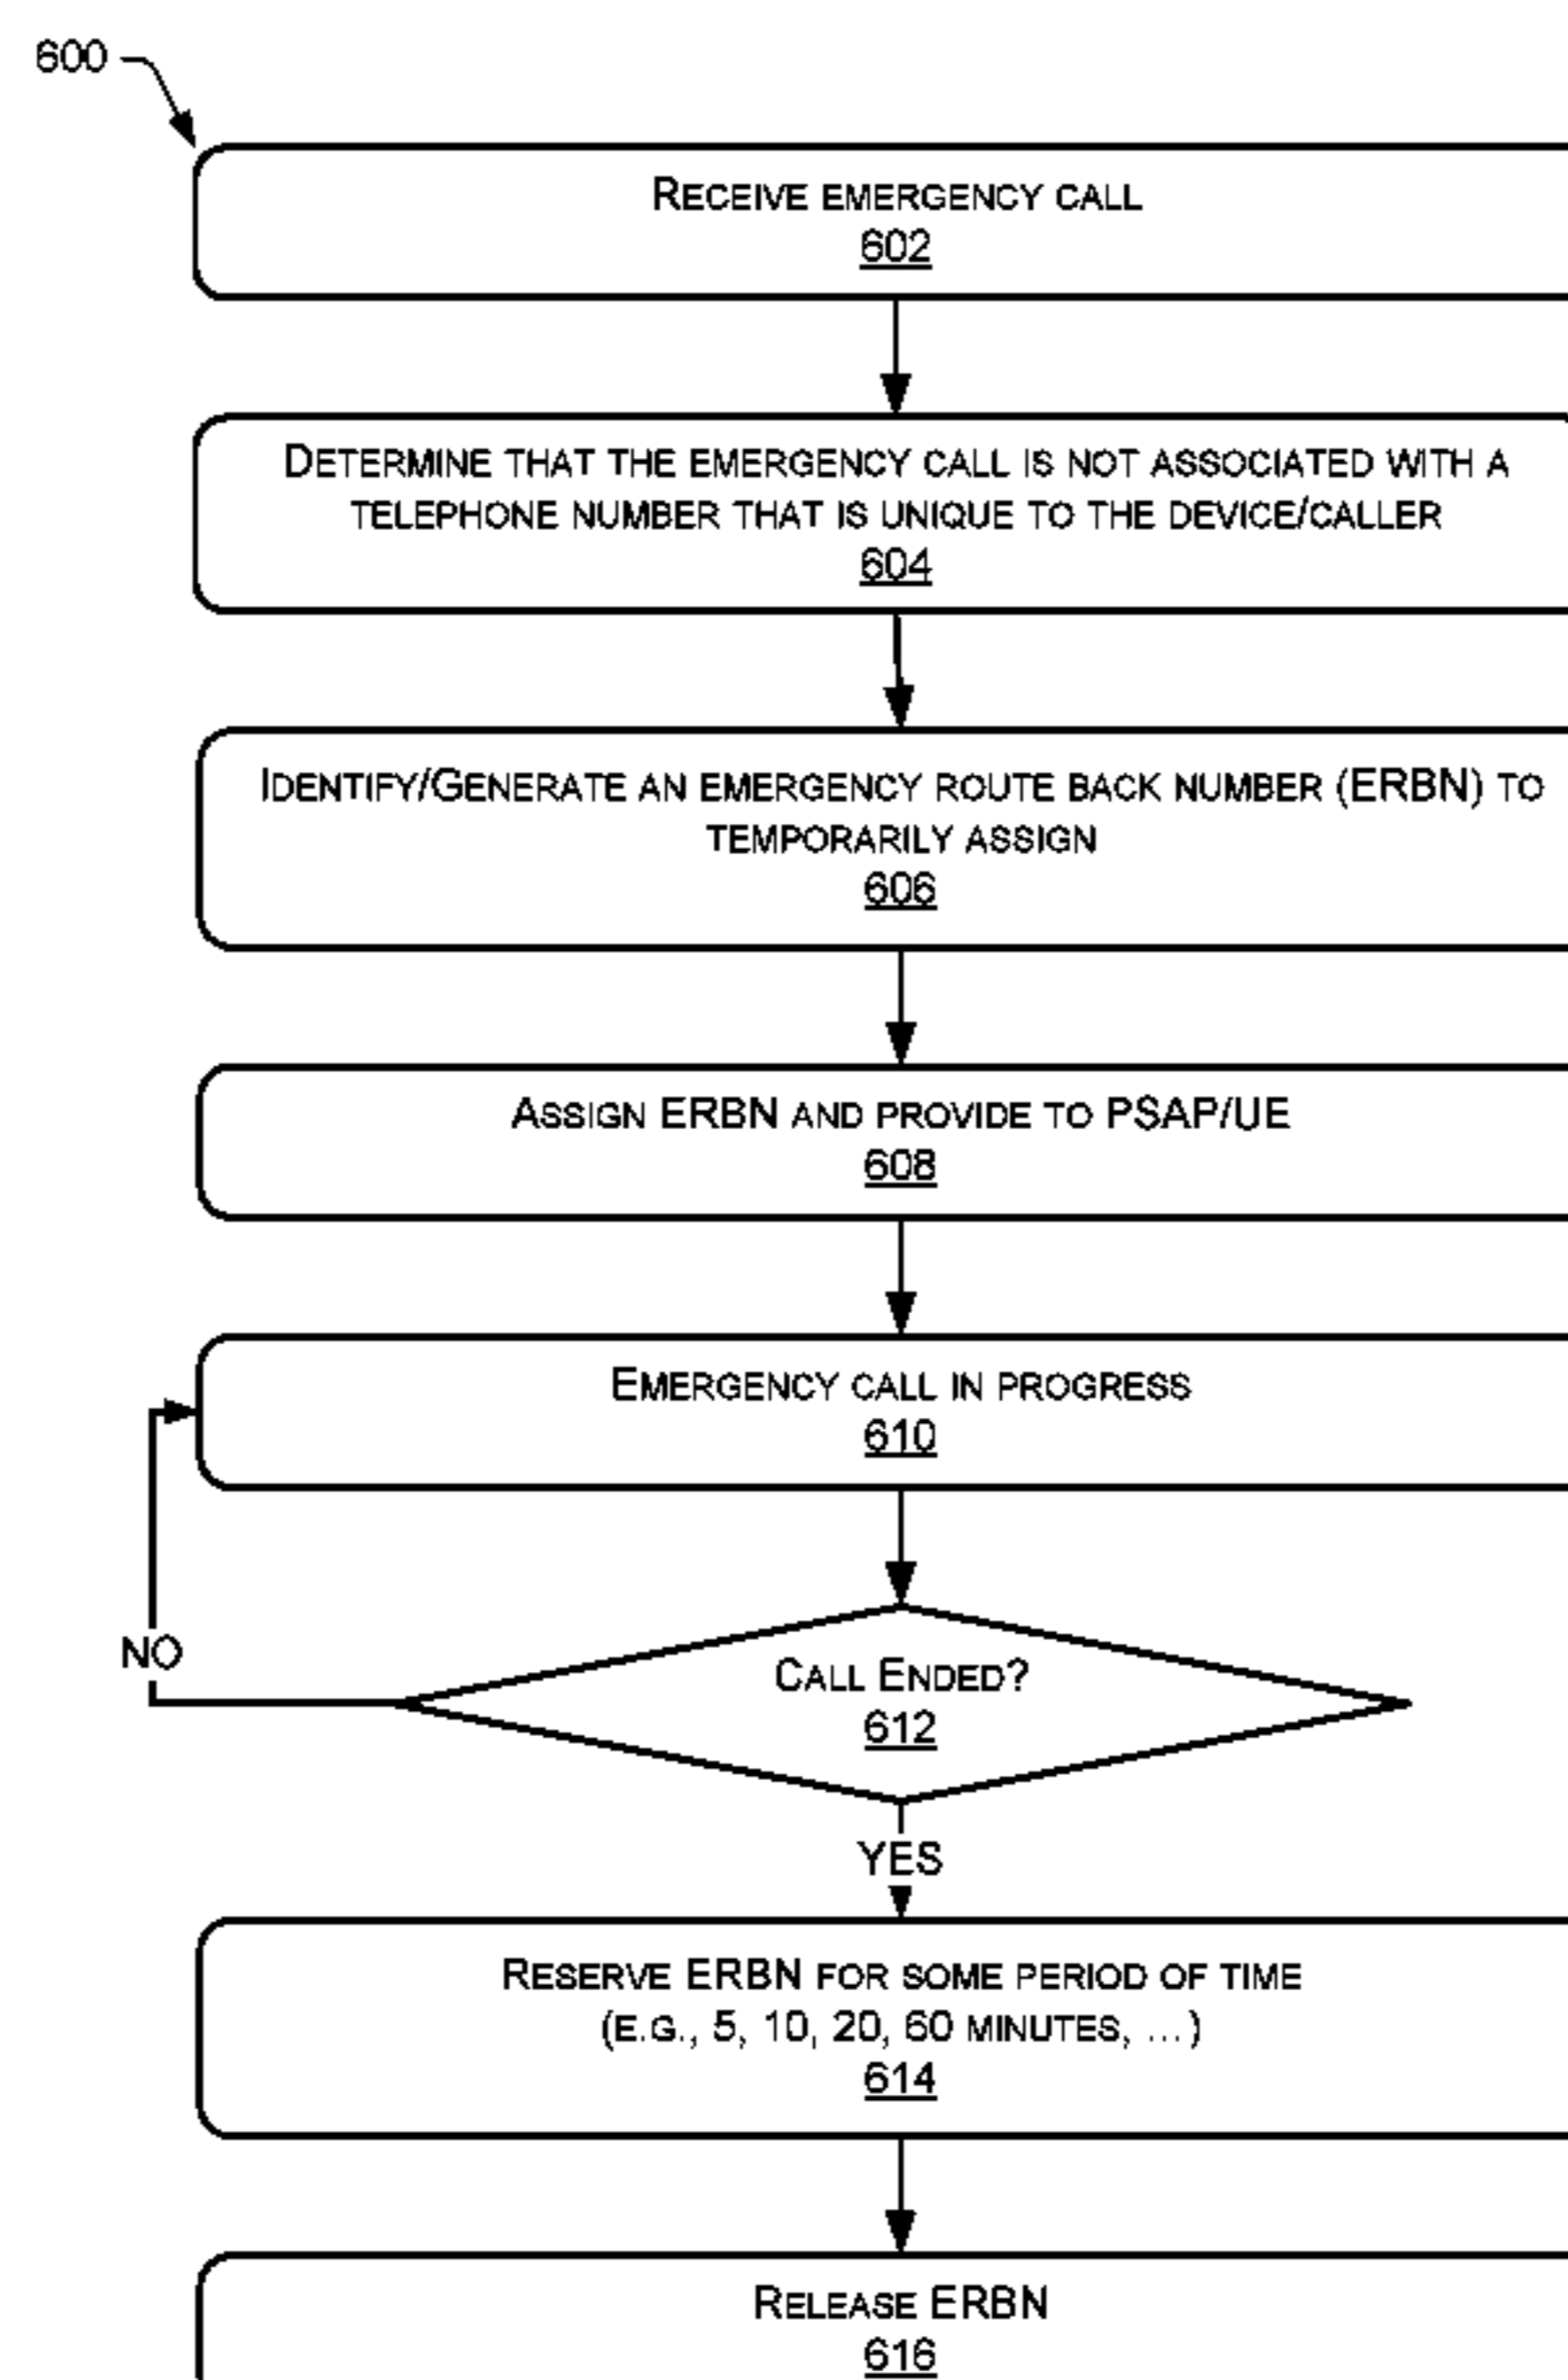 600
Receive emergency call
602
Determine that the emergency call is not associated with a
telephone number that is unique to the device/caller
604
Identify/Generate an emergency route back number (ERBN) to
temporarily assign
606
Assign ERBN and provide to PSAP/UE
608
Emergency call in progress
610
NO
Call Ended?
612
YES
Reserve ERBN for some period of time
(e.g., 5, 10, 20, 60 minutes, ...)
614
Release ERBN
616